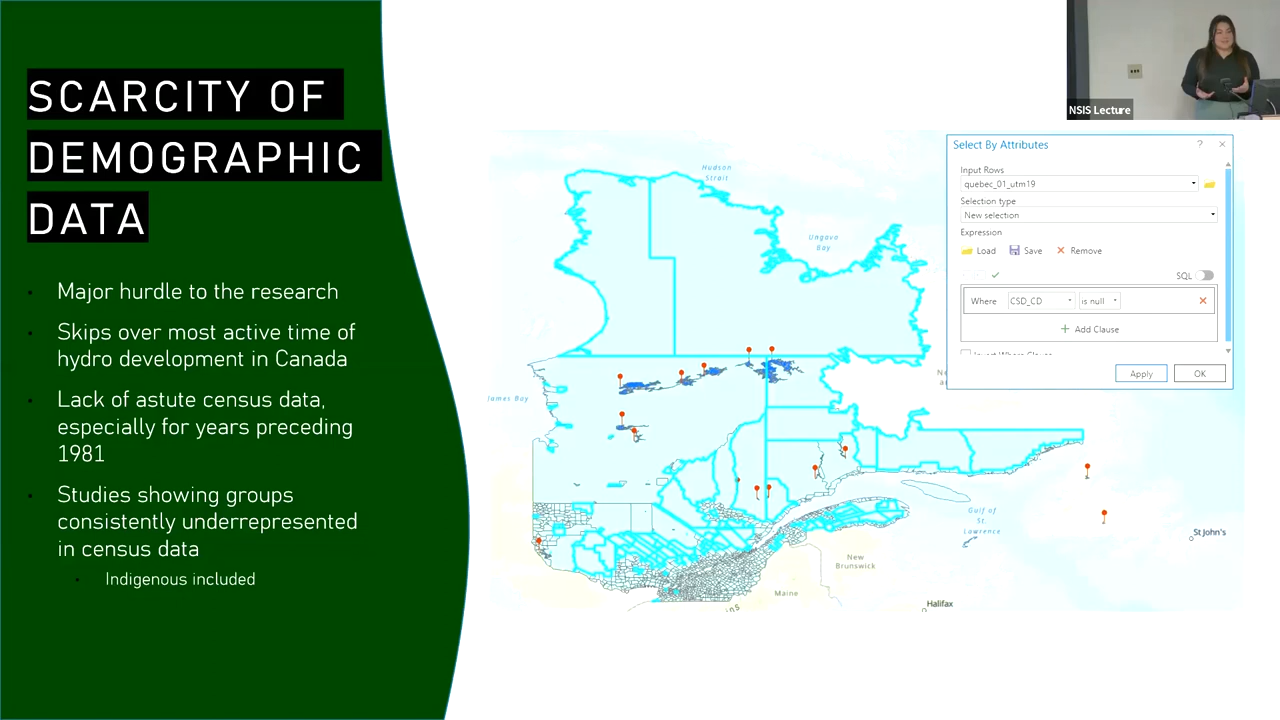 SCARCITY OF
DEMOGRAPHIC
DATA
Major hurdle to the research
Skips over most active time of
hydro development in Canada
Lack of astute census data,
especially for years preceding
1981
Studies showing groups
consistently underrepresented
in census data
Indigenous included
NSIS Lecture
Hudson
Strait
Ungava
Bay
James Bay
Gulf of
St.
Lawrence
St John's
New
Brunswick
Maine
Halifax
Select By Attributes
?
Input Rows
quebec_01_utm19
Selection type
New selection
Expression
Load
Save
Remove
SQL
Where
CSD_CD
is null
Add Clause
Invert Where Clause
Apply
OK